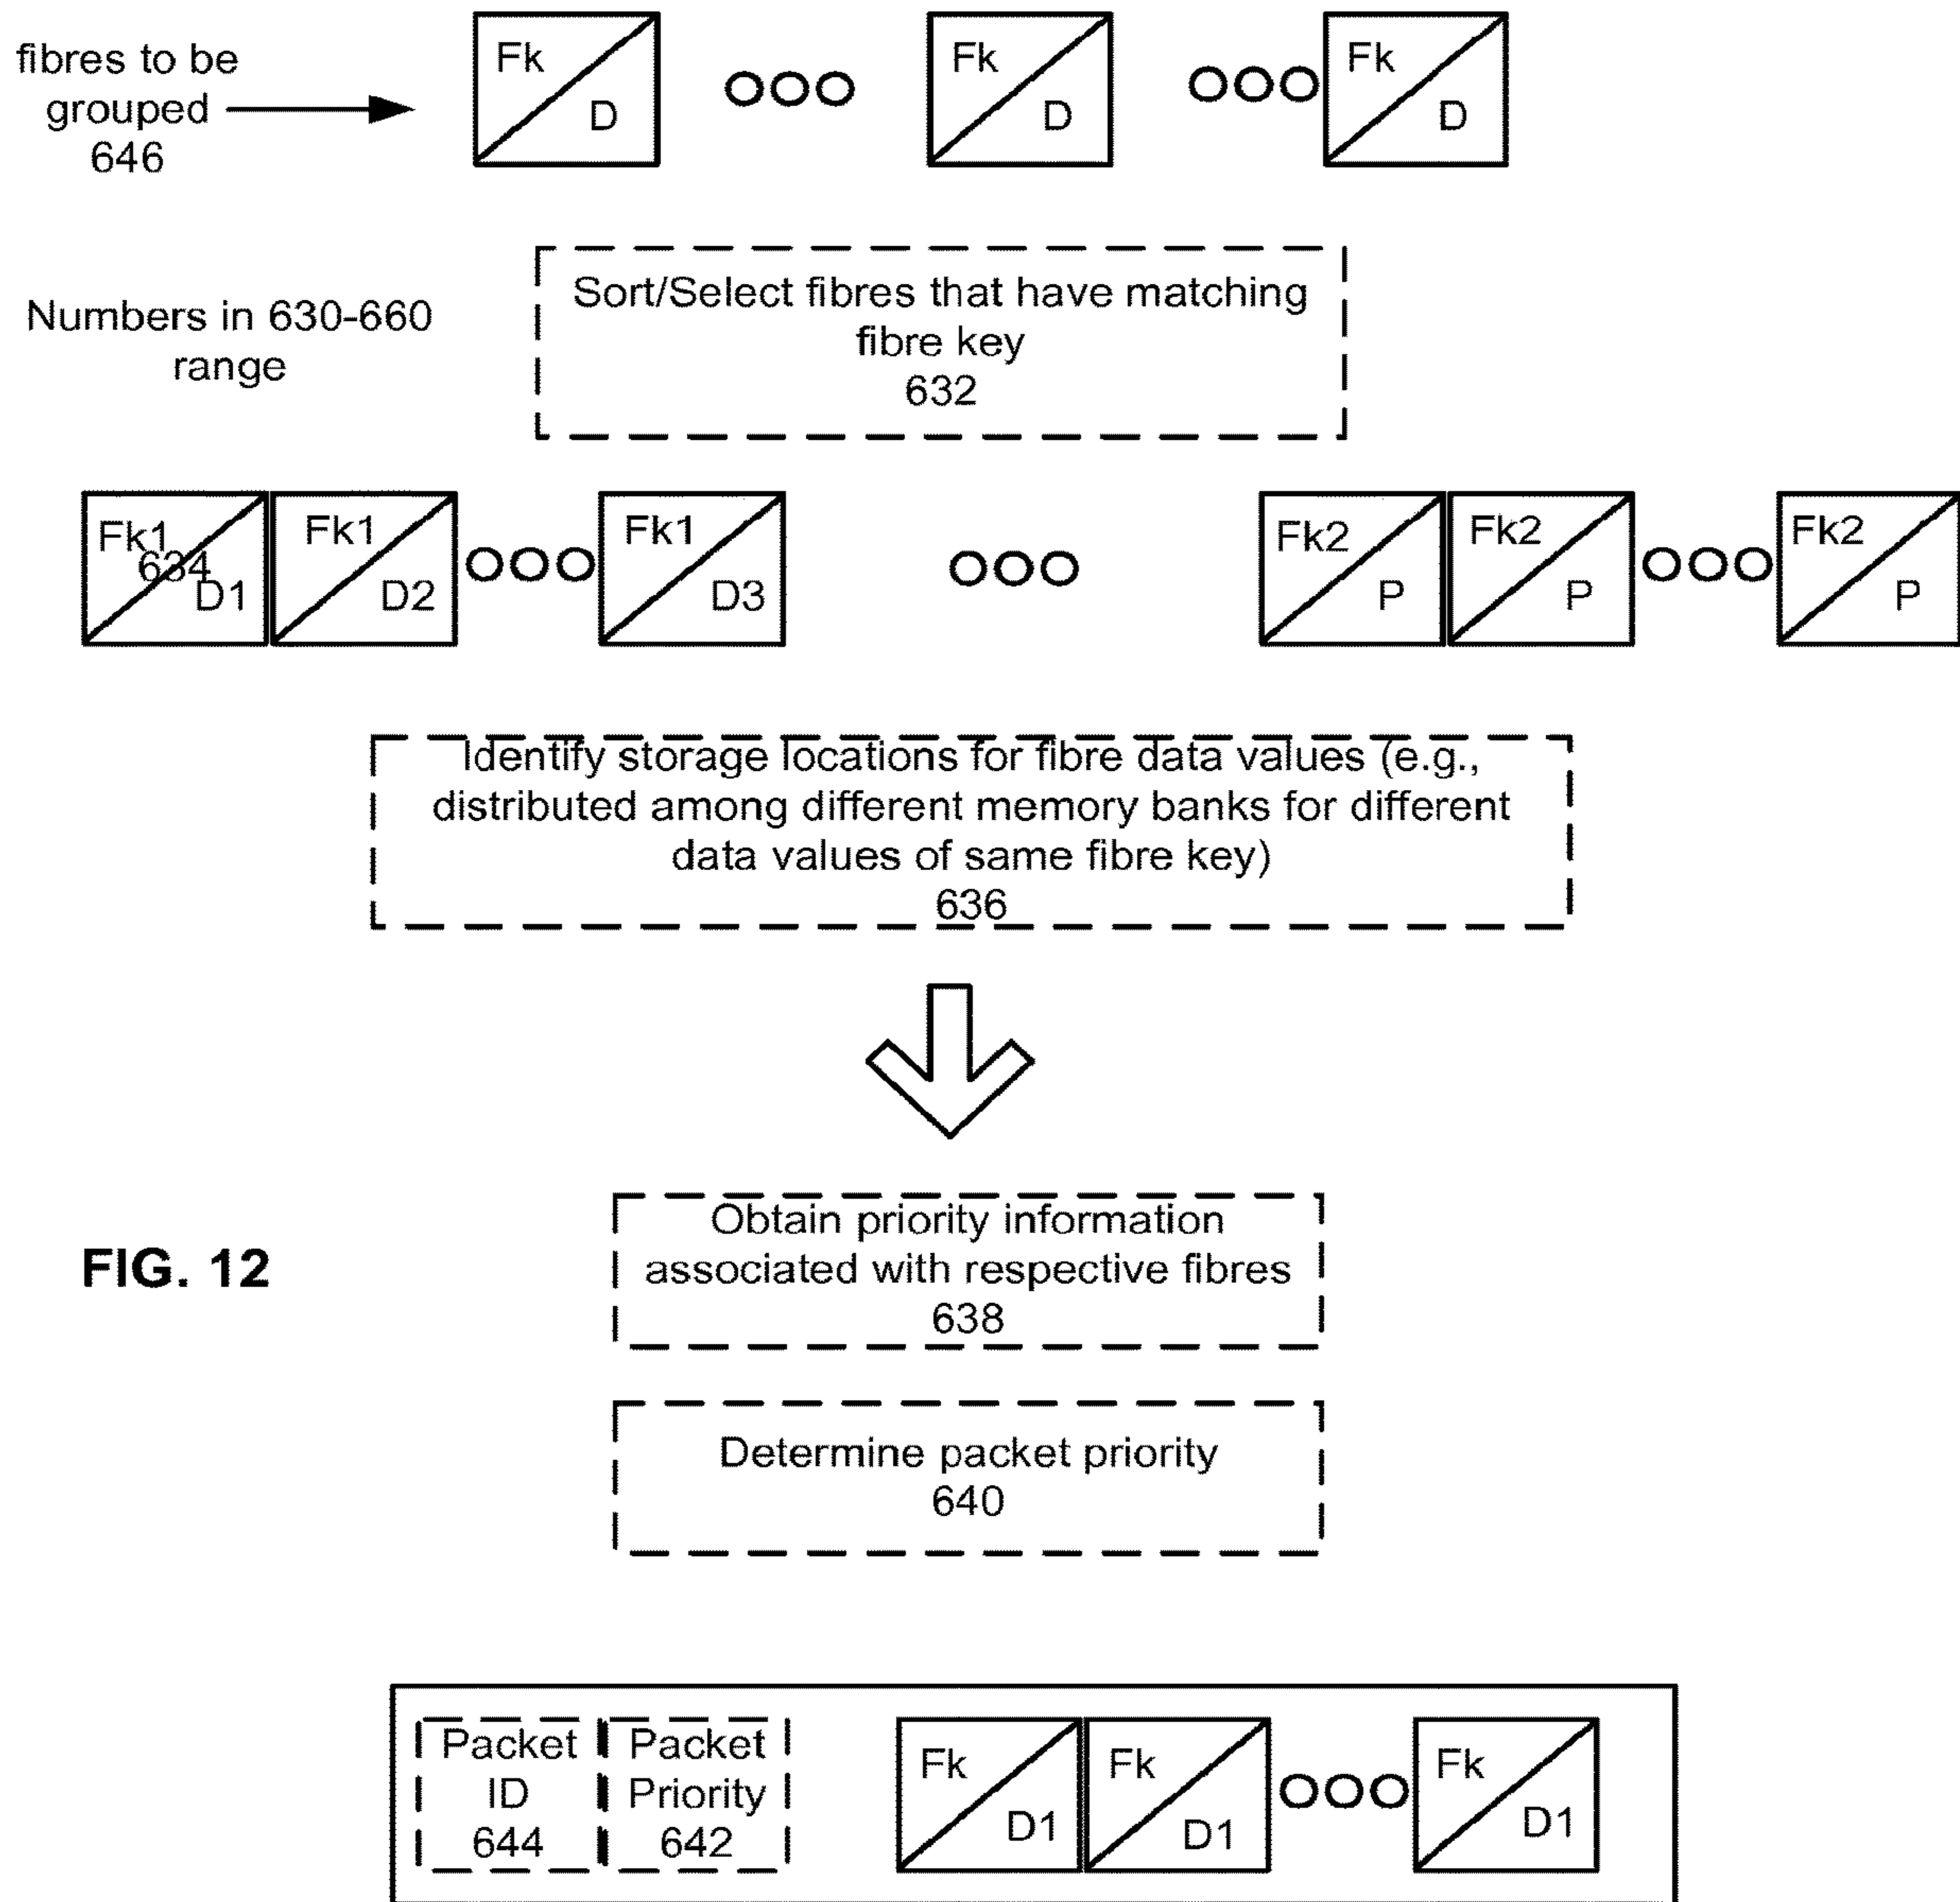 fibres to be
grouped
646
Fk
D
Fk
D
Fk
D
Numbers in 630-660
range
Sort/Select fibres that have matching
fibre key
632
Fk1
634
D1
Fk1
D2
Fk1
D3
Fk2
P
Fk2
P
Fk2
P
Identify storage locations for fibre data values (e.g.,
distributed among different memory banks for different
data values of same fibre key)
636
FIG. 12
Obtain priority information
associated with respective fibres
638
Determine packet priority
640
Packet
ID
644
Packet
Priority
642
Fk
D1
Fk
D1
Fk
D1